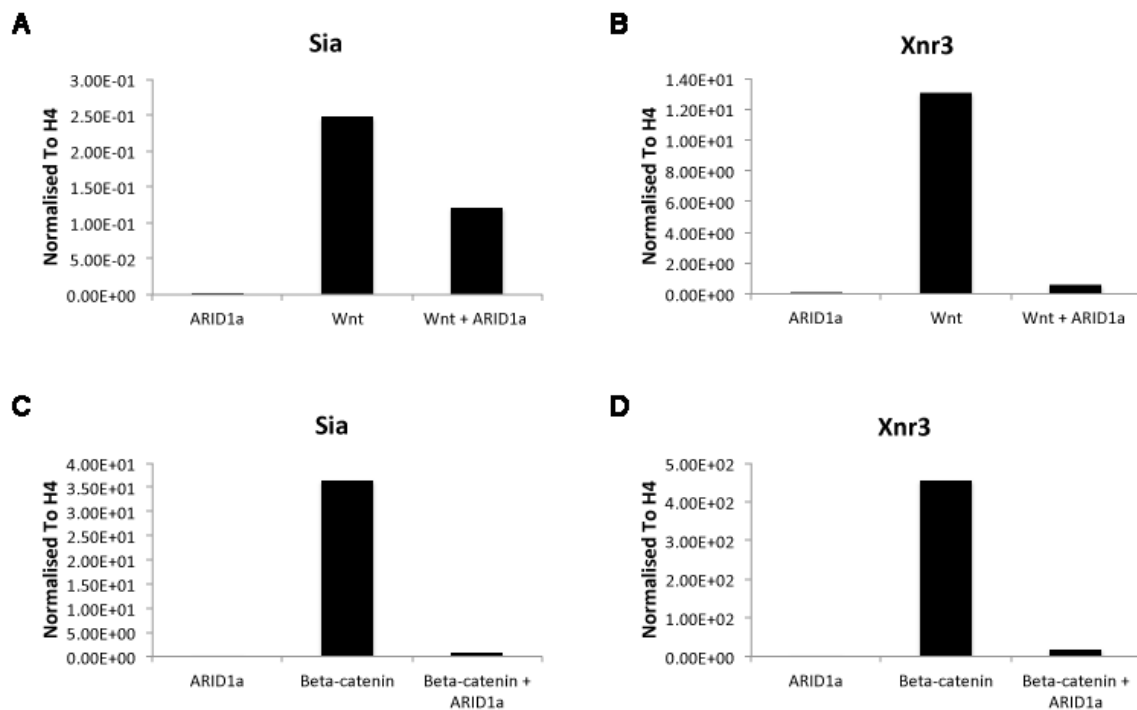 A
Sia
Normalised To H4
3.00E-01
2.50E-01
2.00E-01
1.50E-01
1.00E-01
5.00E-02
0.00E+00
ARID1a
Wnt
Wnt + ARID1a
B
Xnr3
Normalised To H4
1.40E+01
1.20E+01
1.00E+01
8.00E+00
6.00E+00
4.00E+00
2.00E+00
0.00E+00
ARID1a
Wnt
Wnt + ARID1a
C
Sia
Normalised To H4
4.00E+01
3.50E+01
3.00E+01
2.50E+01
2.00E+01
1.50E+01
1.00E+01
5.00E+00
0.00E+00
ARID1a
Beta-catenin
Beta-catenin +
ARID1a
D
Xnr3
Normalised To H4
5.00E+02
4.00E+02
3.00E+02
2.00E+02
1.00E+02
0.00E+00
ARID1a
Beta-catenin
Beta-catenin +
ARID1a